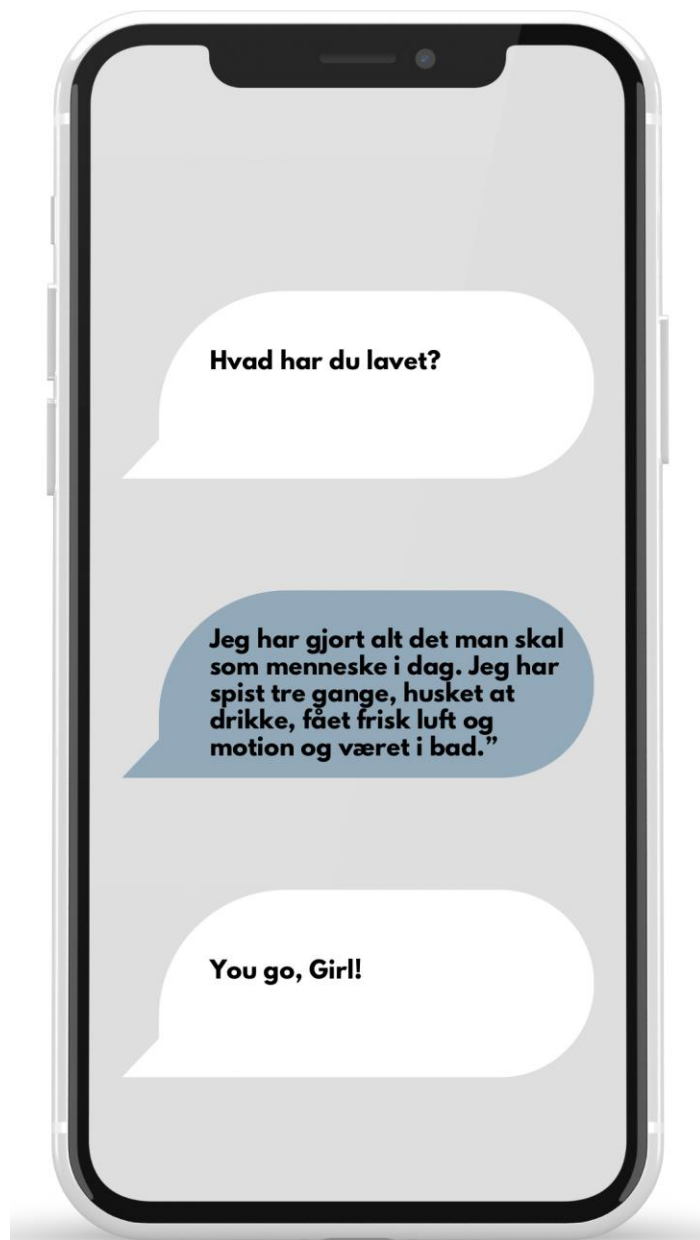 Hvad har du lavet?
Jeg har gjort alt det man skal
som menneske i dag. Jeg har
spist tre gange, husket at
drikke, fået frisk luft og
motion og været i bad.”
You go, Girl!